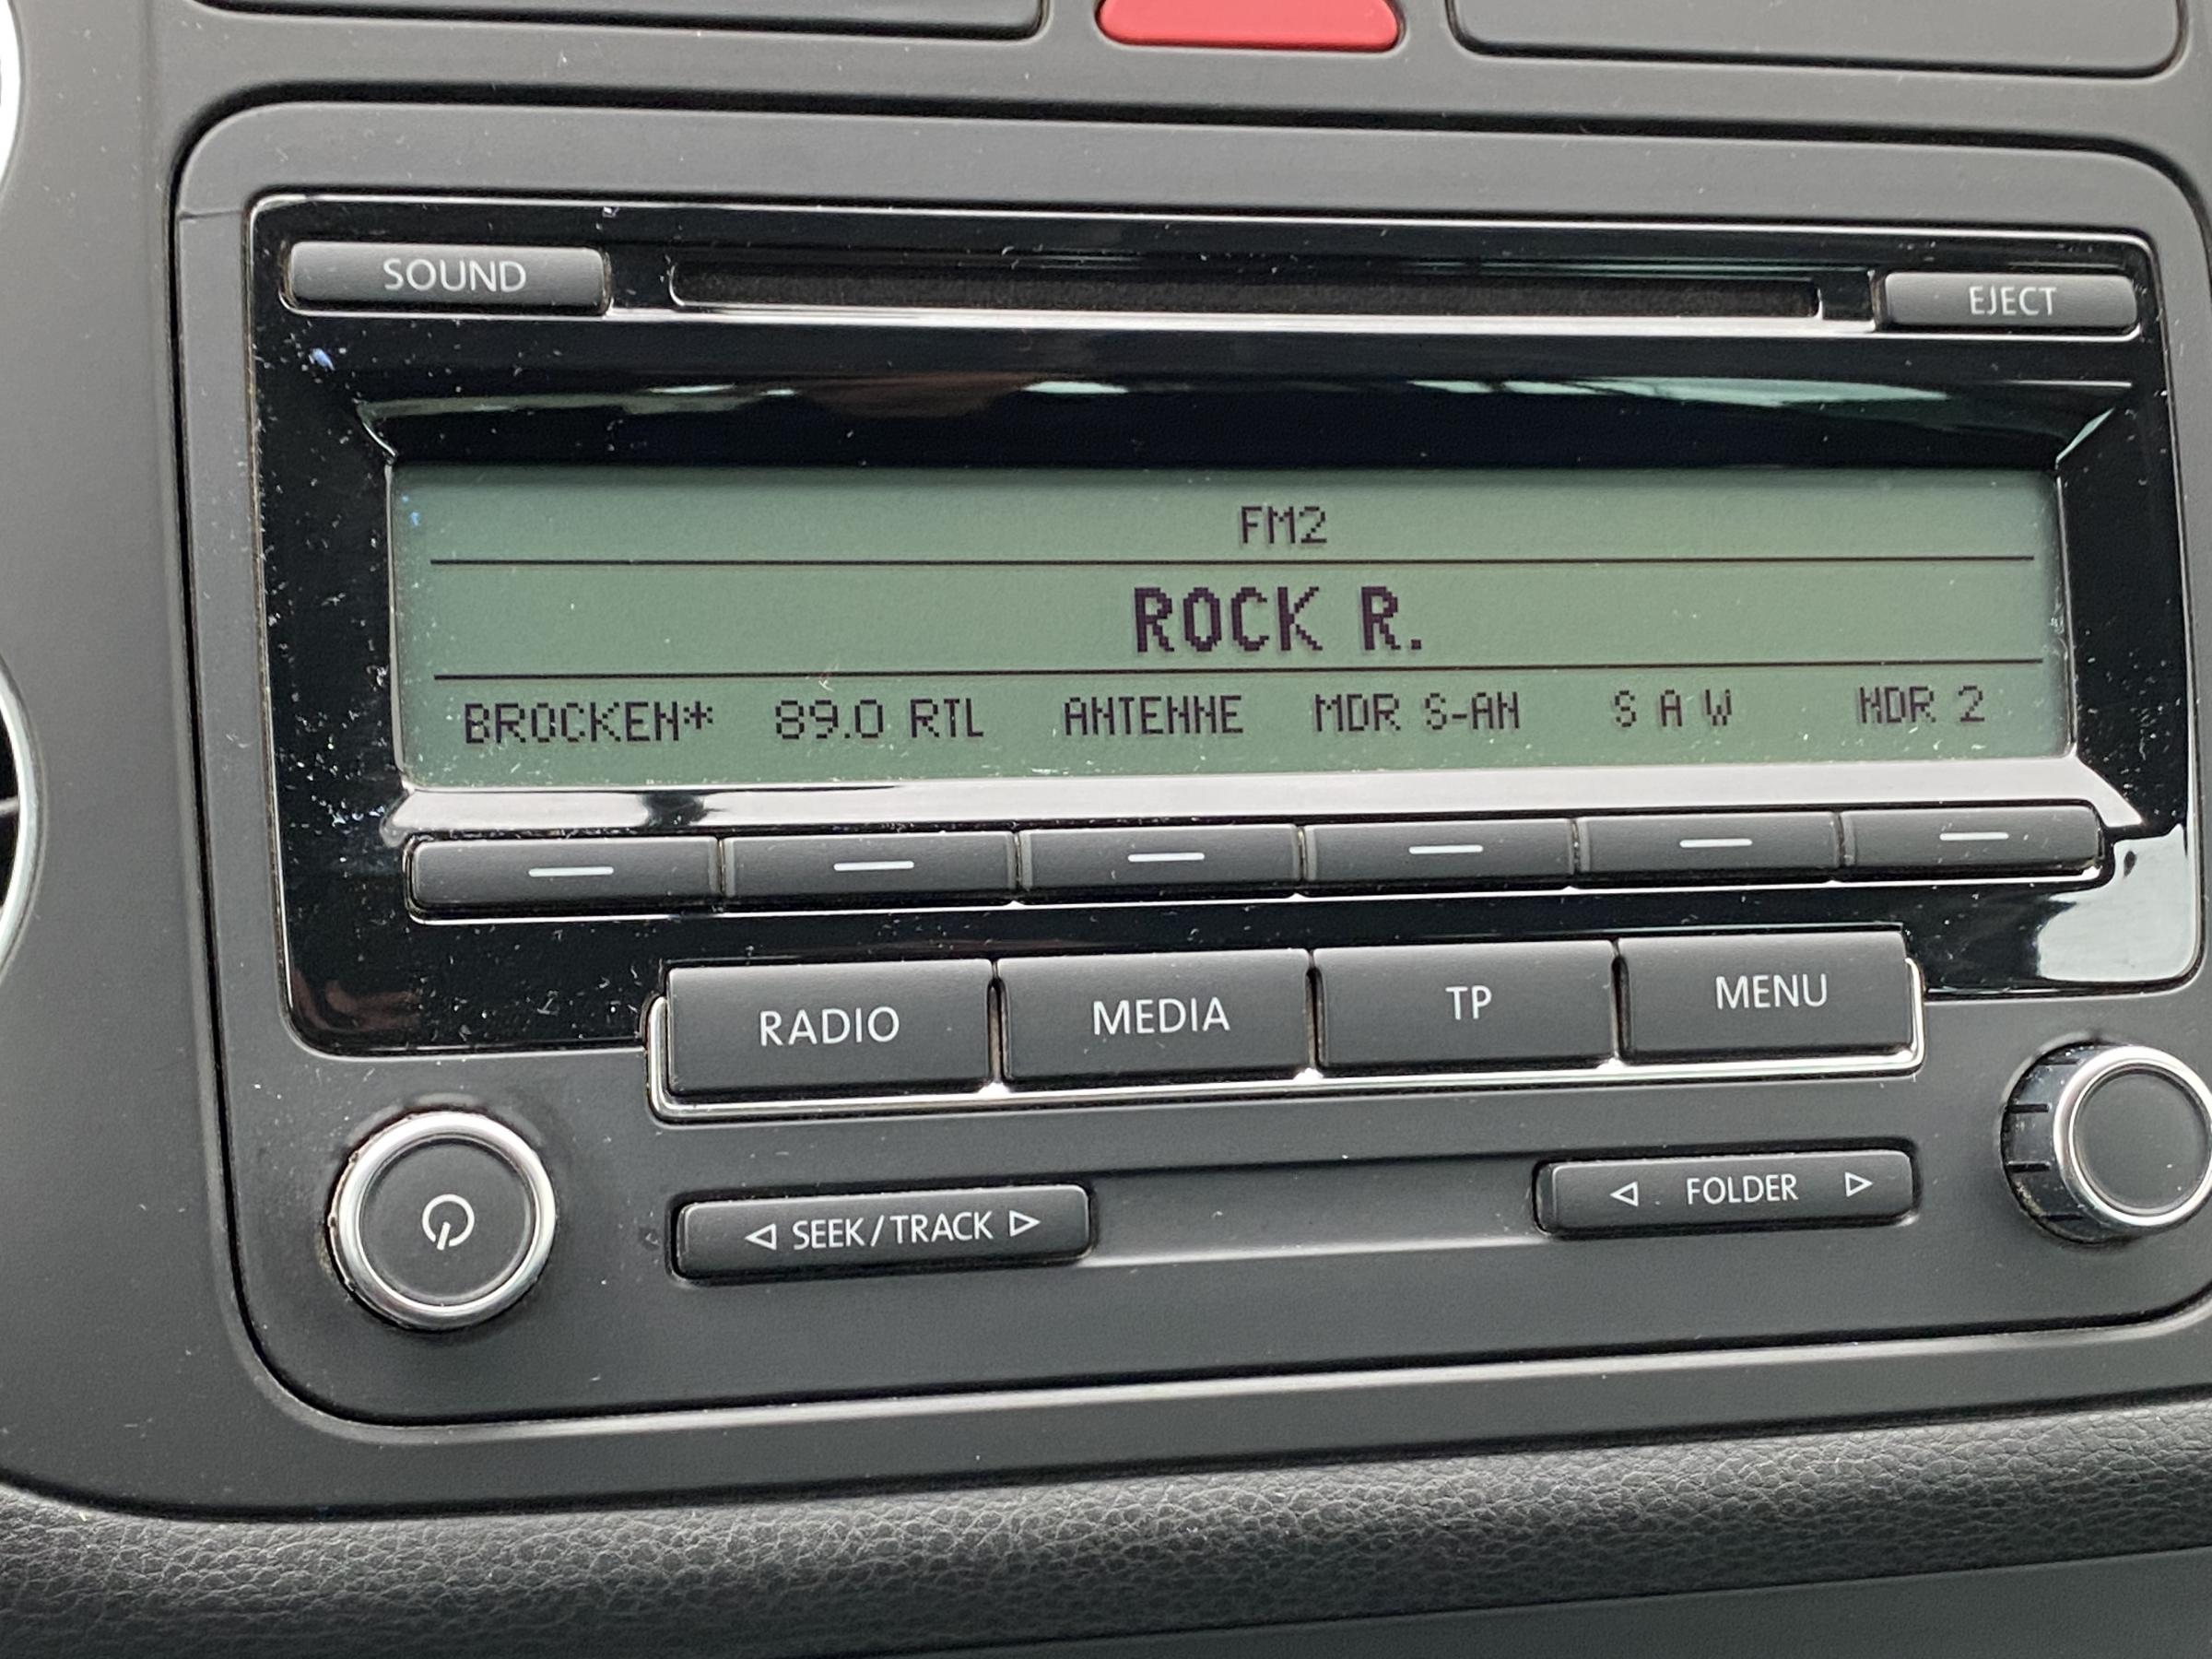 SOUND EJECT
FM2
ROCK R.
BROCKEN* 89.0 RTL ANTENNE MDR S-AN S A W NDR 2
RADIO MEDIA TP MENU
SEEK/TRACK FOLDER